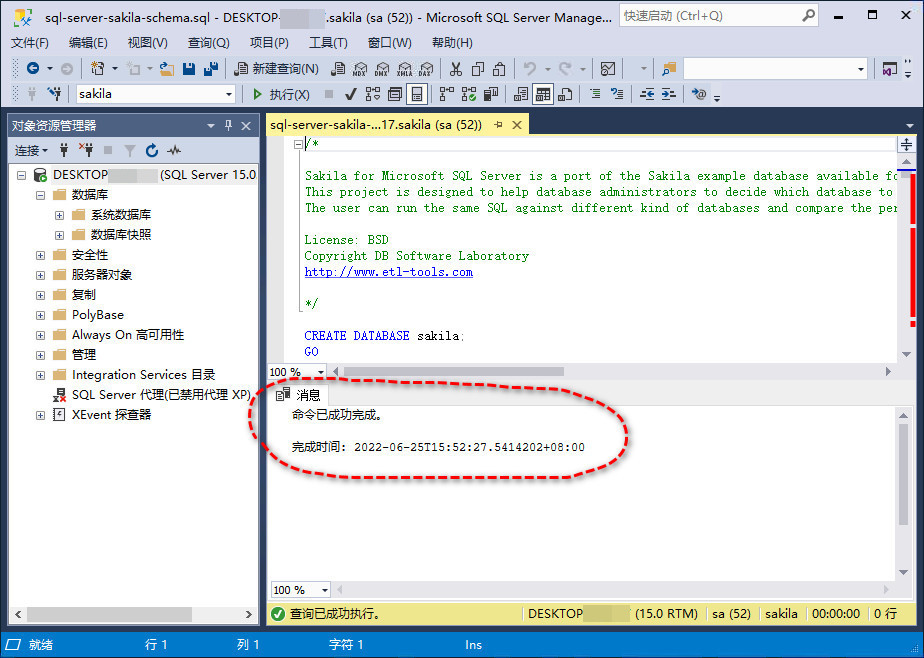 sql-server-sakila-schema.sql - DESKTOP- .sakila (sa (52)) - Microsoft SQL Server Manage...
快速启动 (Ctrl+Q)
文件(F) 编辑(E) 视图(V) 查询(Q) 项目(P) 工具(T) 窗口(W) 帮助(H)
新建查询(N)
MDX DMX XMLA DAX
sakila
执行(X)
对象资源管理器
连接
DESKTOP (SQL Server 15.0
数据库
系统数据库
数据库快照
安全性
服务器对象
复制
PolyBase
Always On 高可用性
管理
Integration Services 目录
SQL Server 代理(已禁用代理 XP)
XEvent 探查器
sql-server-sakila-...17.sakila (sa (52))
/*
Sakila for Microsoft SQL Server is a port of the Sakila example database available fo
This project is designed to help database administrators to decide which database to
The user can run the same SQL against different kind of databases and compare the per
License: BSD
Copyright DB Software Laboratory
http://www.etl-tools.com
*/
CREATE DATABASE sakila;
GO
100 %
消息
命令已成功完成。
完成时间: 2022-06-25T15:52:27.5414202+08:00
100 %
查询已成功执行。
DESKTOP (15.0 RTM) sa (52) sakila 00:00:00 0 行
就绪 行 1 列 1 字符 1 Ins